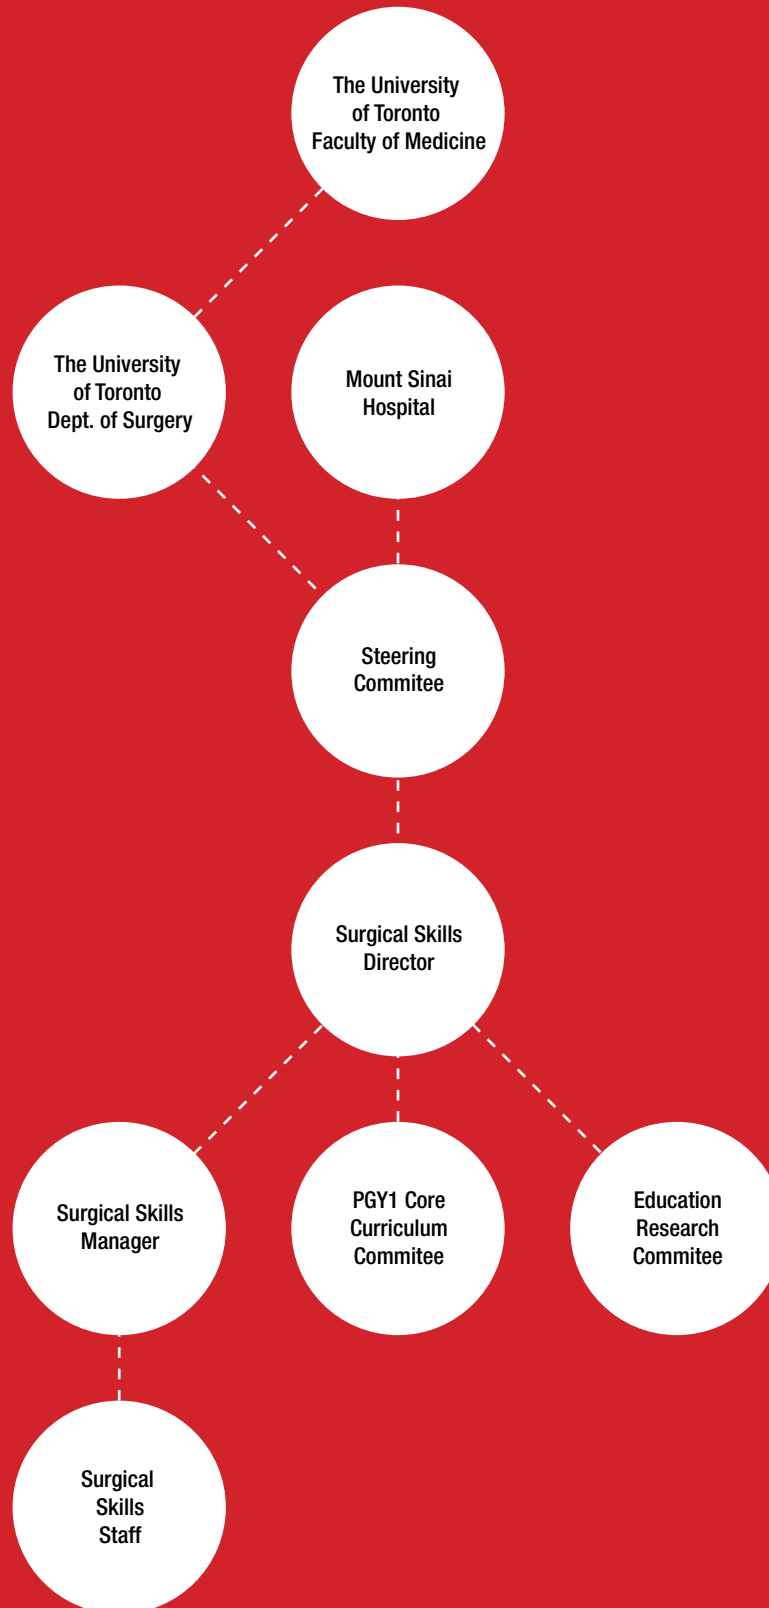 The University
of Toronto
Faculty of Medicine
The University
of Toronto
Dept. of Surgery
Mount Sinai
Hospital
Steering
Commitee
Surgical Skills
Director
Surgical Skills
Manager
PGY1 Core
Curriculum
Commitee
Education
Research
Commitee
Surgical
Skills
Staff